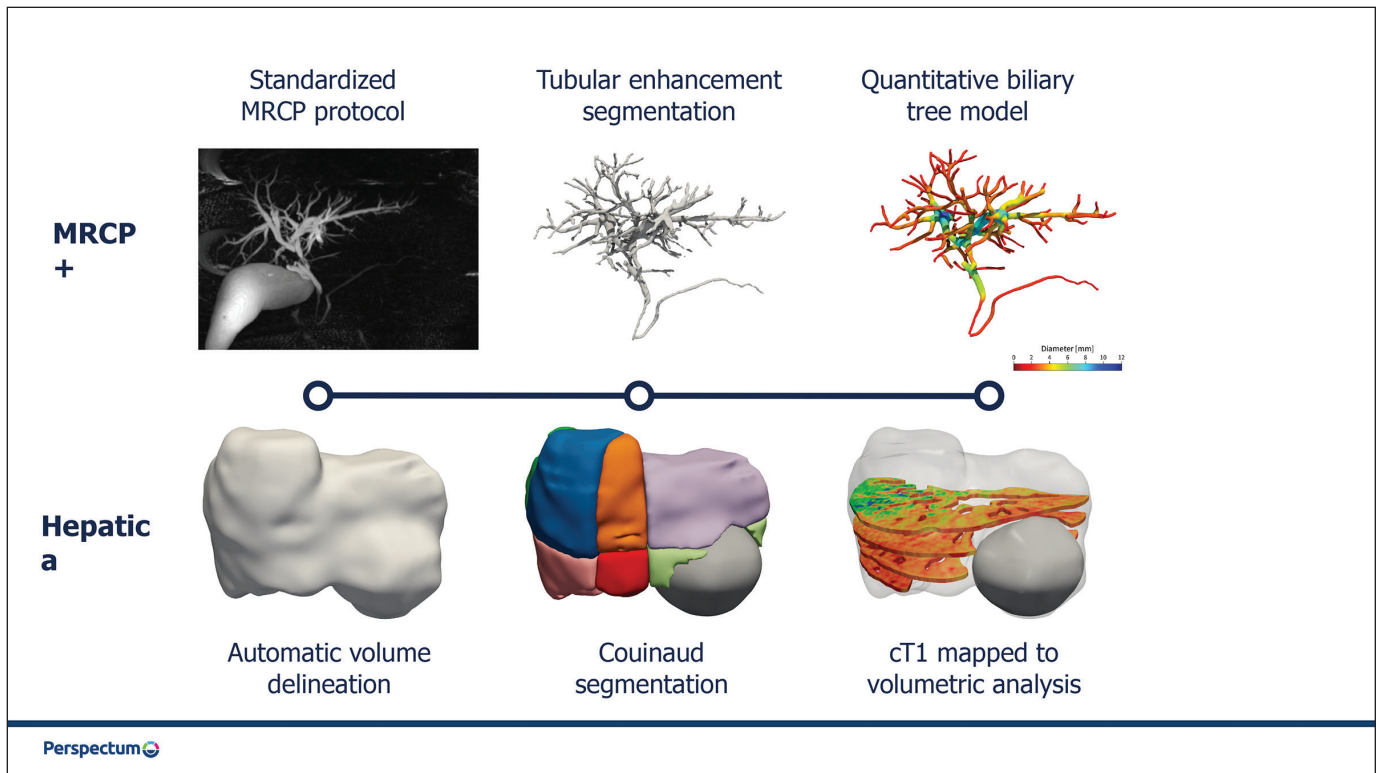 Standardized
MRCP protocol
Tubular enhancement
segmentation
Quantitative biliary
tree model
MRCP
+
Diameter [mm]
0 2 4 6 8 10 12
Hepatic
a
Automatic volume
delineation
Couinaud
segmentation
cT1 mapped to
volumetric analysis
Perspectum